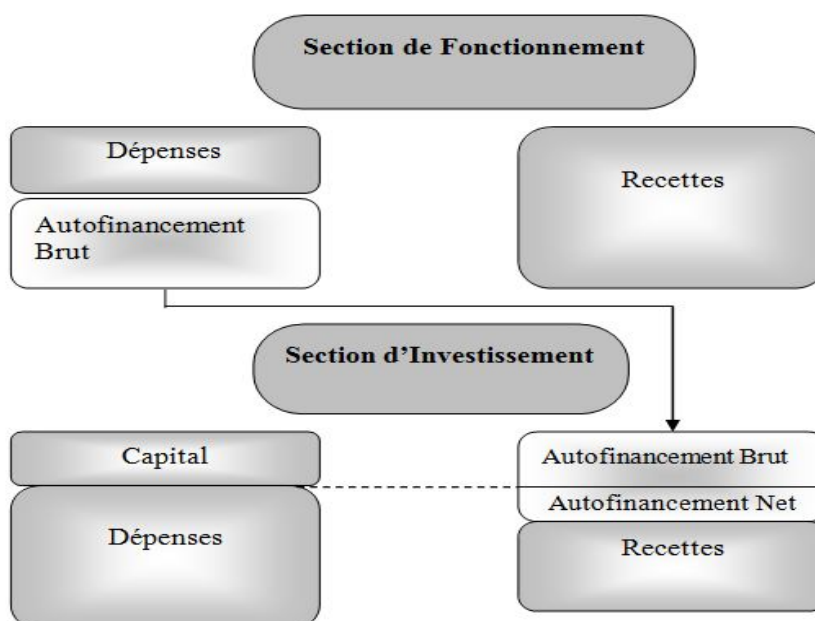 Section de Fonctionnement
Dépenses
Recettes
Autofinancement
Brut
Section d’Investissement
Capital
Autofinancement Brut
Autofinancement Net
Dépenses
Recettes